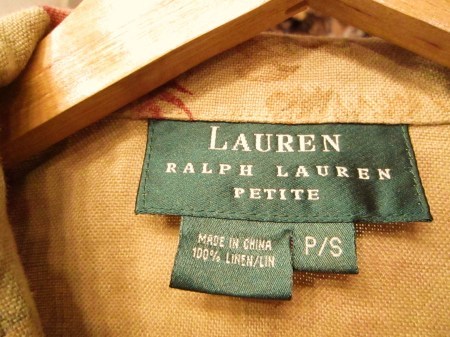 LAUREN
RALPH LAUREN
PETITE
MADE IN CHINA
100% LINEN/LIN
P/S